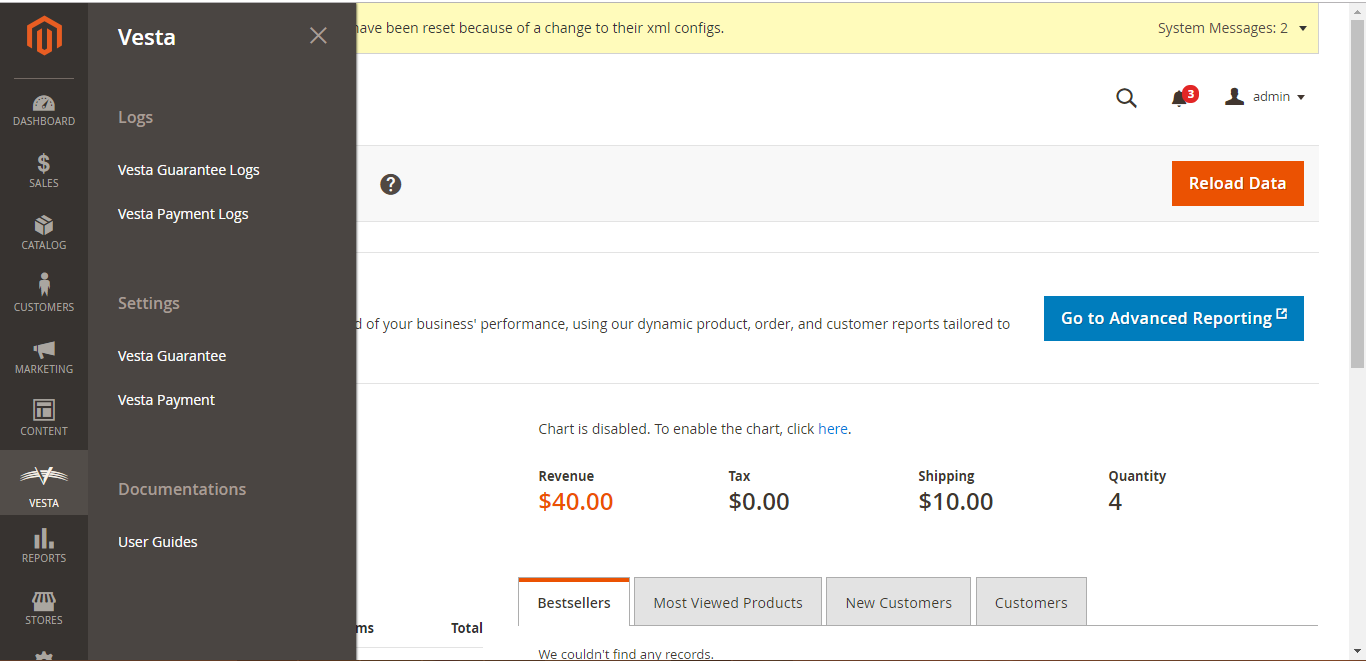 DASHBOARD
SALES
CATALOG
CUSTOMERS
MARKETING
CONTENT
VESTA
REPORTS
STORES
Vesta
Logs
Vesta Guarantee Logs
Vesta Payment Logs
Settings
Vesta Guarantee
Vesta Payment
Documentations
User Guides
have been reset because of a change to their xml configs.
System Messages: 2
3
admin
?
Reload Data
d of your business' performance, using our dynamic product, order, and customer reports tailored to
Go to Advanced Reporting
Chart is disabled. To enable the chart, click here.
Revenue Tax Shipping Quantity
$40.00 $0.00 $10.00 4
Bestsellers Most Viewed Products New Customers Customers
ms Total
We couldn't find any records.